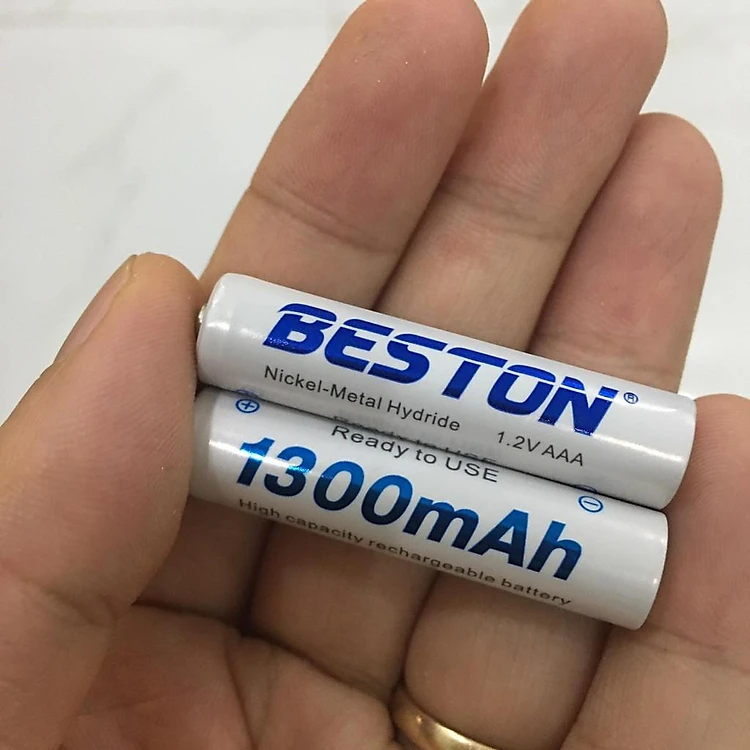 BESTON®
Nickel-Metal Hydride
1.2V AAA
Ready to USE
1300mAh
High capacity rechargeable battery